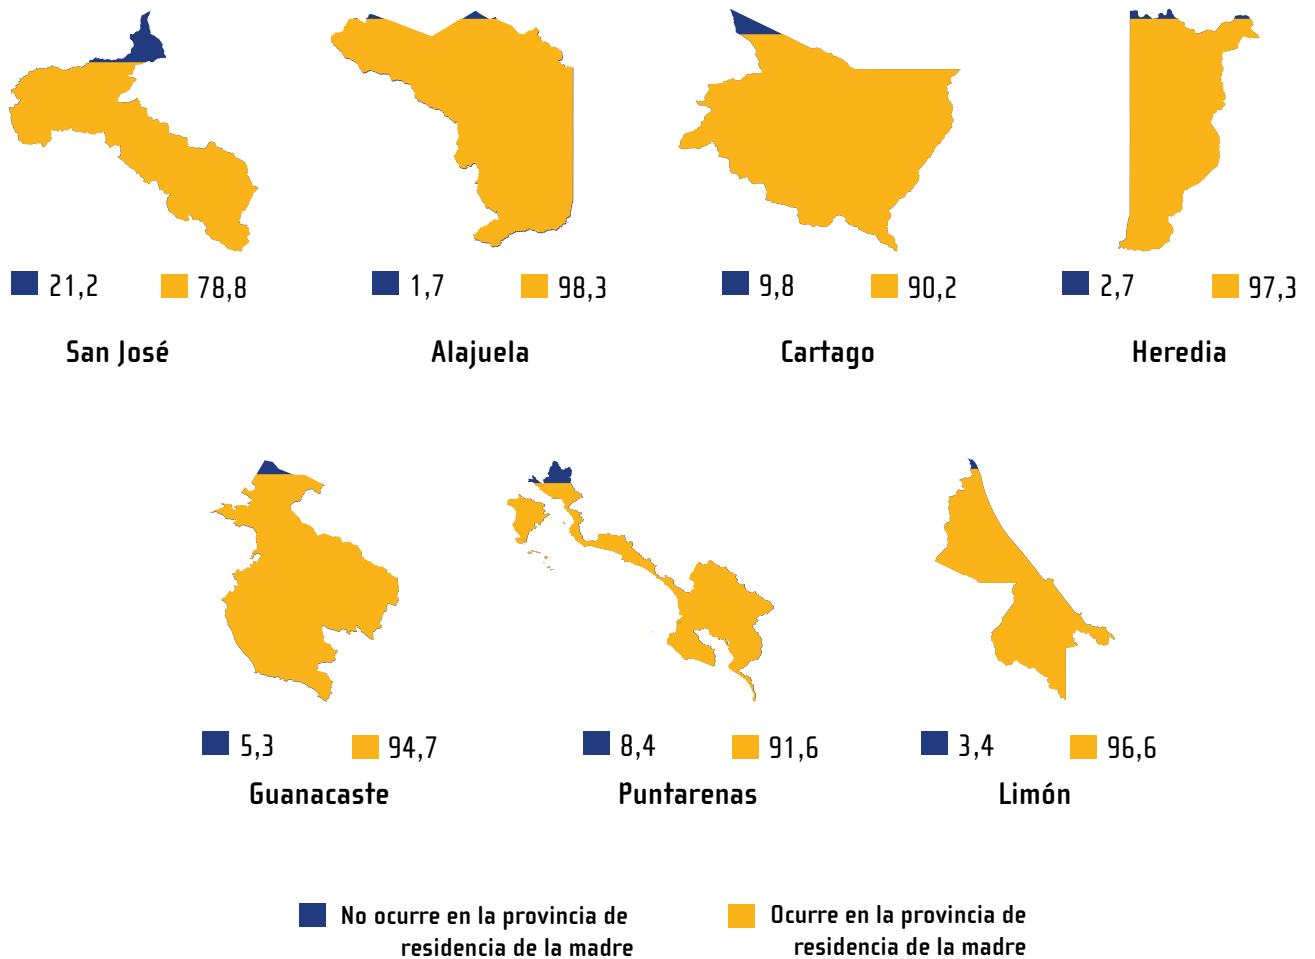 21,2 78,8 1,7 98,3 9,8 90,2 2,7 97,3
San José Alajuela Cartago Heredia
5,3 94,7 8,4 91,6 3,4 96,6
Guanacaste Puntarenas Limón
No ocurre en la provincia de
residencia de la madre
Ocurre en la provincia de
residencia de la madre